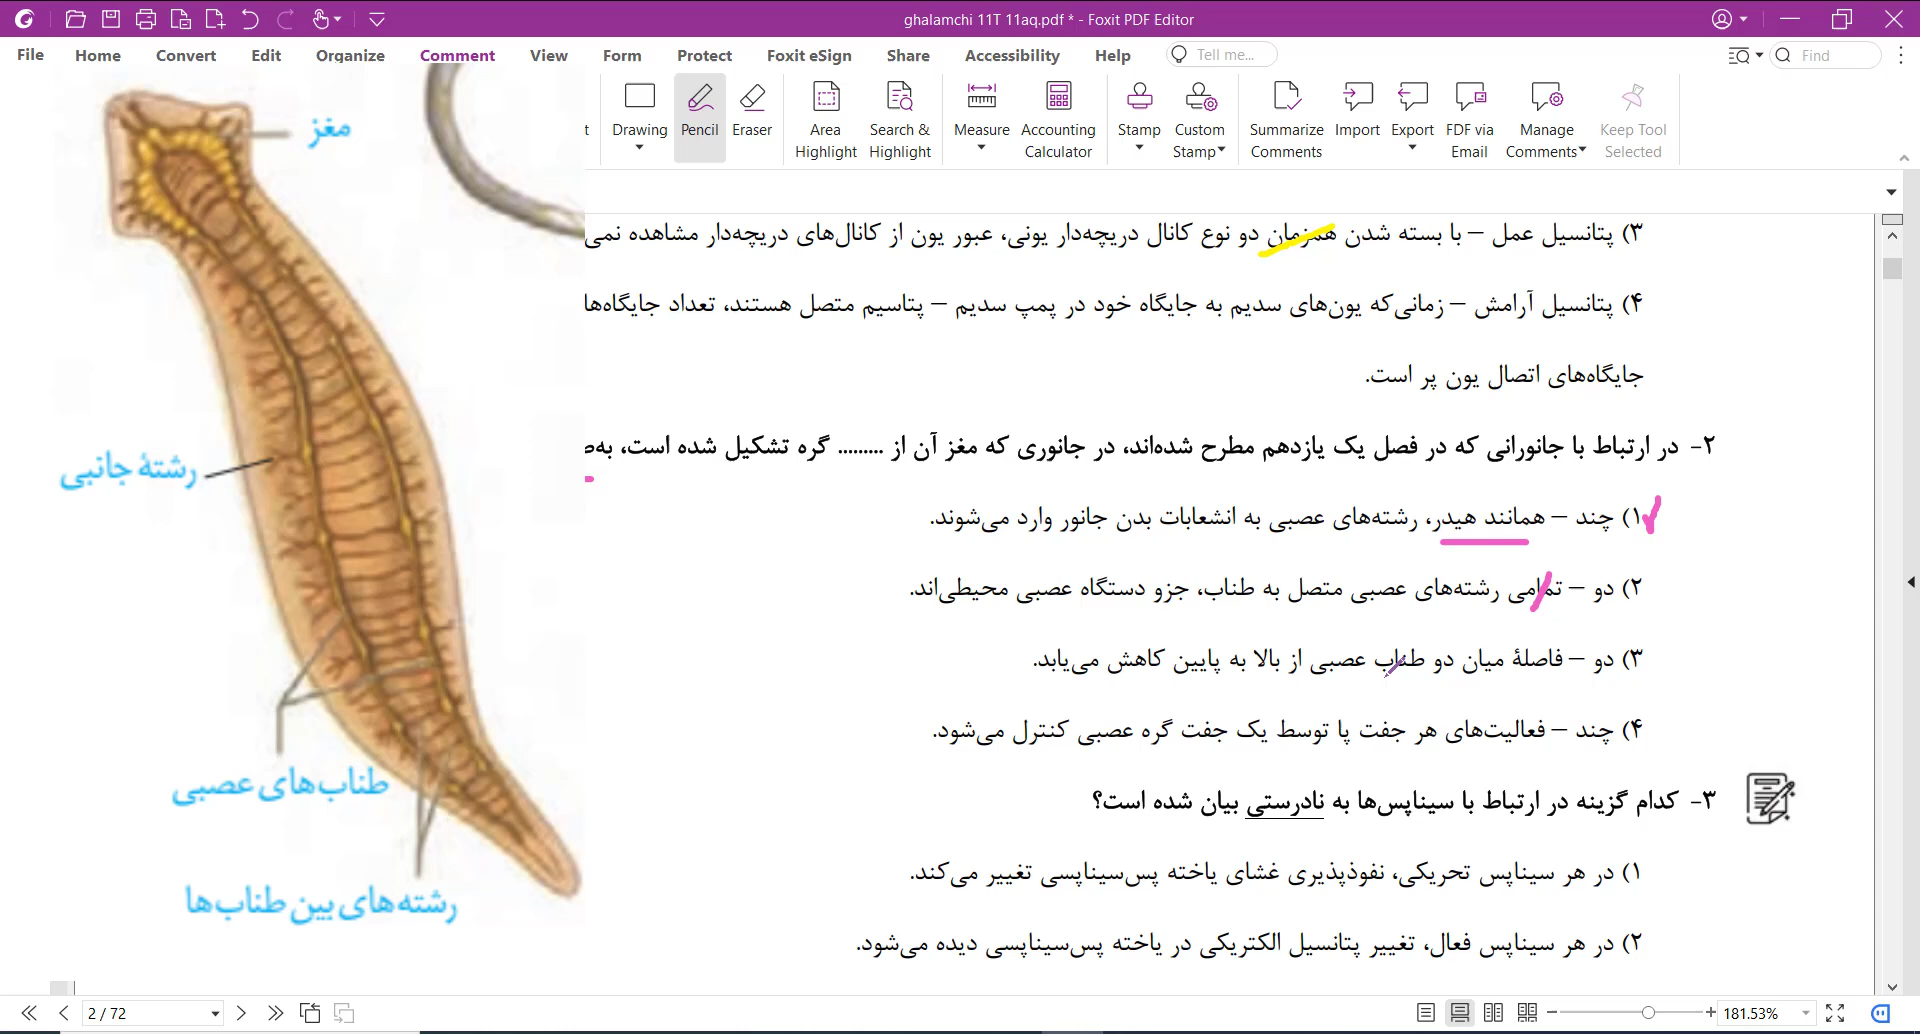 ghalamchi 11T 11aq.pdf * - Foxit PDF Editor
File Home Convert Edit Organize Comment View Form Protect Foxit eSign Share Accessibility Help Tell me... Find
Drawing Pencil Eraser Area Highlight Search & Highlight Measure Accounting Calculator Stamp Custom Stamp Summarize Comments Import Export FDF via Email Manage Comments Keep Tool Selected
مغز
رشتهٔ جانبی
طناب‌های عصبی
رشته‌های بین طناب‌ها
۳) پتانسیل عمل – با بسته شدن همزمان دو نوع کانال دریچه‌دار یونی، عبور یون از کانال‌های دریچه‌دار مشاهده نمی
۴) پتانسیل آرامش – زمانی‌که یون‌های سدیم به جایگاه خود در پمپ سدیم – پتاسیم متصل هستند، تعداد جایگاه‌ها
جایگاه‌های اتصال یون پر است.
۲- در ارتباط با جانورانی که در فصل یک یازدهم مطرح شده‌اند، در جانوری که مغز آن از ......... گره تشکیل شده است، به‌ط
۱) چند – همانند هیدر، رشته‌های عصبی به انشعابات بدن جانور وارد می‌شوند.
۲) دو – تمامی رشته‌های عصبی متصل به طناب، جزو دستگاه عصبی محیطی‌اند.
۳) دو – فاصلهٔ میان دو طناب عصبی از بالا به پایین کاهش می‌یابد.
۴) چند – فعالیت‌های هر جفت پا توسط یک جفت گره عصبی کنترل می‌شود.
۳- کدام گزینه در ارتباط با سیناپس‌ها به نادرستی بیان شده است؟
۱) در هر سیناپس تحریکی، نفوذپذیری غشای یاخته پس‌سیناپسی تغییر می‌کند.
۲) در هر سیناپس فعال، تغییر پتانسیل الکتریکی در یاخته پس‌سیناپسی دیده می‌شود.
2 / 72
181.53%